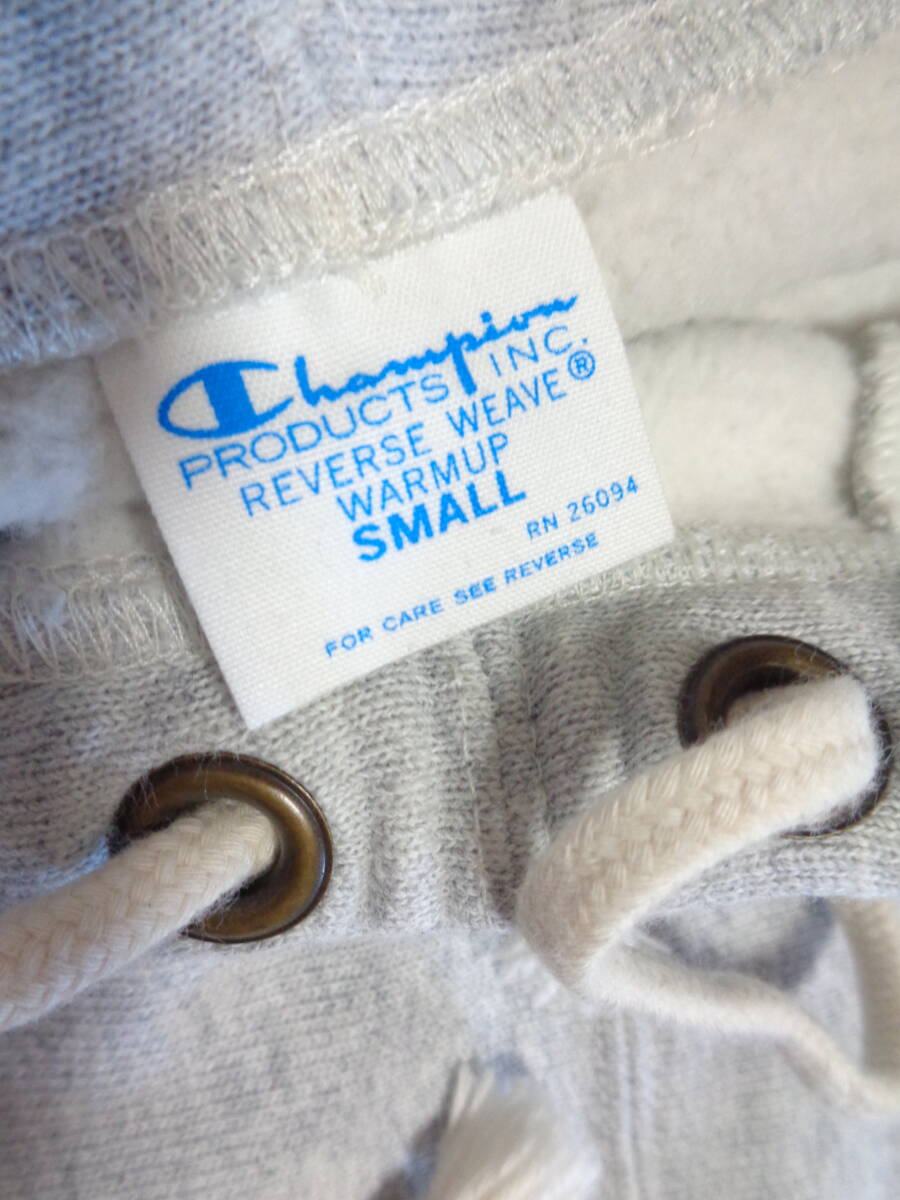 Champion
PRODUCTS INC.
REVERSE WEAVE®
WARMUP
SMALL
RN 26094
FOR CARE SEE REVERSE